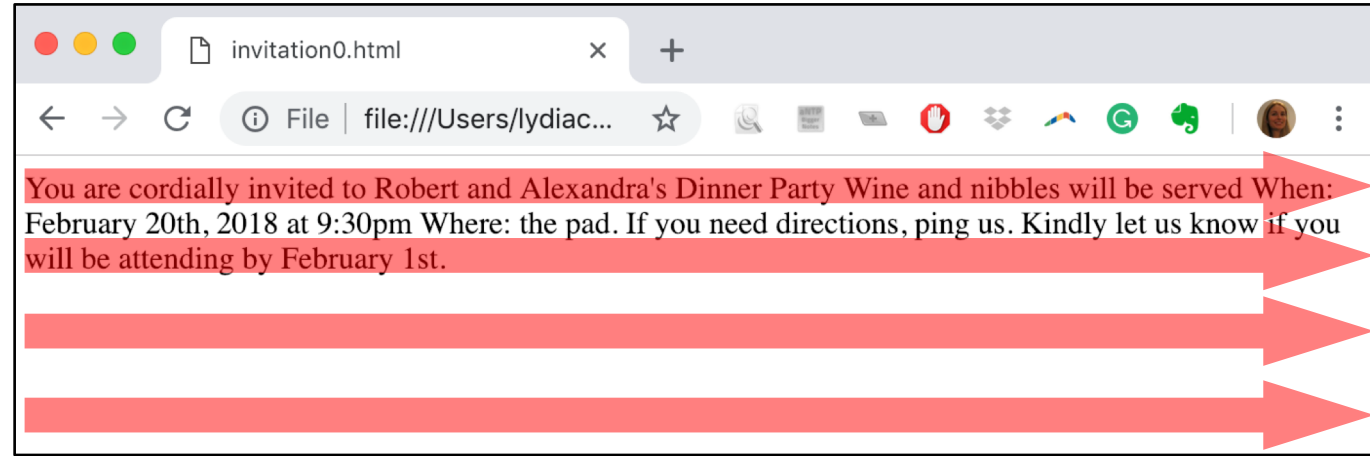 invitation0.html
File file:///Users/lydiac...
You are cordially invited to Robert and Alexandra's Dinner Party Wine and nibbles will be served When:
February 20th, 2018 at 9:30pm Where: the pad. If you need directions, ping us. Kindly let us know if you
will be attending by February 1st.